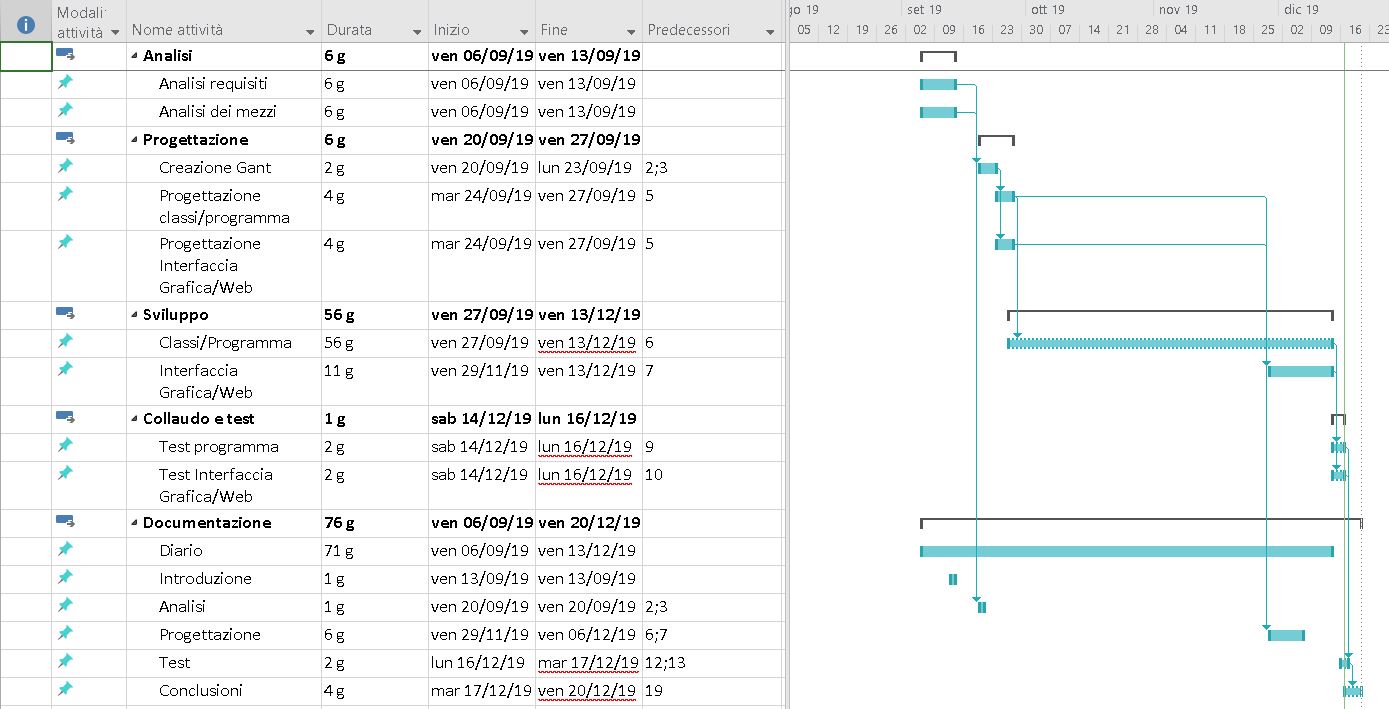 Modali
attività
Nome attività
Durata
Inizio
Fine
Predecessori
go 19
set 19
ott 19
nov 19
dic 19
05 12 19 26 02 09 16 23 30 07 14 21 28 04 11 18 25 02 09 16 23
Analisi 6 g ven 06/09/19 ven 13/09/19
Analisi requisiti 6 g ven 06/09/19 ven 13/09/19
Analisi dei mezzi 6 g ven 06/09/19 ven 13/09/19
Progettazione 6 g ven 20/09/19 ven 27/09/19
Creazione Gant 2 g ven 20/09/19 lun 23/09/19 2;3
Progettazione 4 g mar 24/09/19 ven 27/09/19 5
classi/programma
Progettazione 4 g mar 24/09/19 ven 27/09/19 5
Interfaccia
Grafica/Web
Sviluppo 56 g ven 27/09/19 ven 13/12/19
Classi/Programma 56 g ven 27/09/19 ven 13/12/19 6
Interfaccia 11 g ven 29/11/19 ven 13/12/19 7
Grafica/Web
Collaudo e test 1 g sab 14/12/19 lun 16/12/19
Test programma 2 g sab 14/12/19 lun 16/12/19 9
Test Interfaccia 2 g sab 14/12/19 lun 16/12/19 10
Grafica/Web
Documentazione 76 g ven 06/09/19 ven 20/12/19
Diario 71 g ven 06/09/19 ven 13/12/19
Introduzione 1 g ven 13/09/19 ven 13/09/19
Analisi 1 g ven 20/09/19 ven 20/09/19 2;3
Progettazione 6 g ven 29/11/19 ven 06/12/19 6;7
Test 2 g lun 16/12/19 mar 17/12/19 12;13
Conclusioni 4 g mar 17/12/19 ven 20/12/19 19